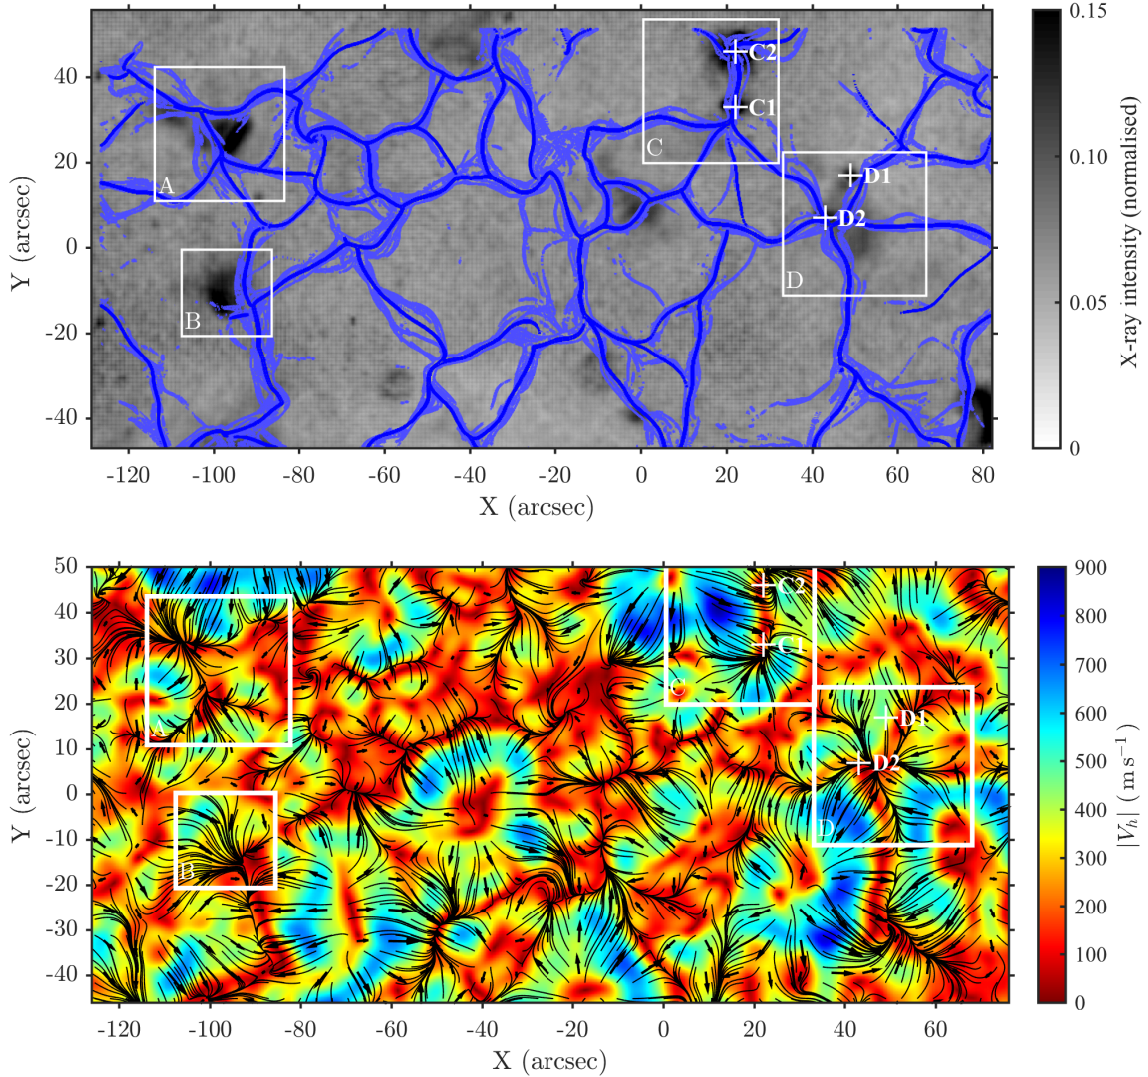 0.15
0.10
0.05
0
X-ray intensity (normalised)
40
20
0
-20
-40
Y (arcsec)
A
B
C
D
C2
C1
D1
D2
-120 -100 -80 -60 -40 -20 0 20 40 60 80
X (arcsec)
50
40
30
20
10
0
-10
-20
-30
-40
Y (arcsec)
A
B
C
D
C2
C1
D1
D2
-120 -100 -80 -60 -40 -20 0 20 40 60
X (arcsec)
900
800
700
600
500
400
300
200
100
0
|V_h| ( m s⁻¹ )